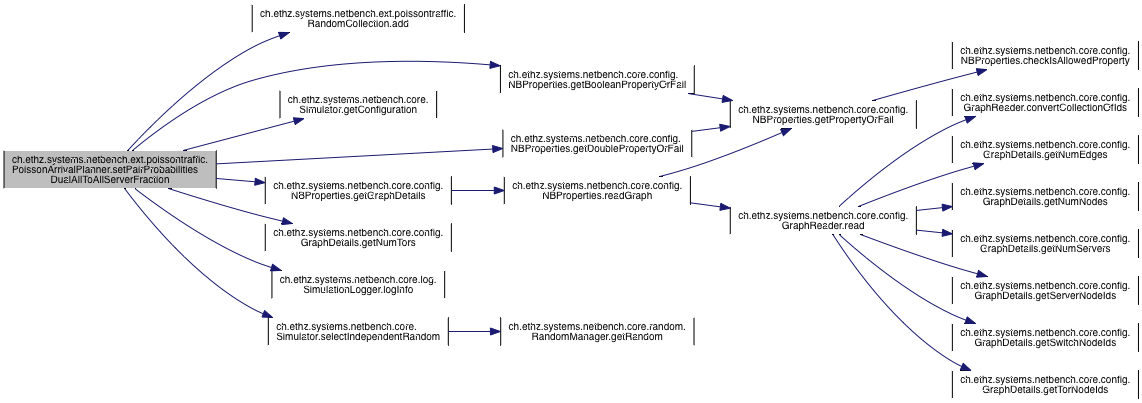 ch.ethz.systems.netbench.ext.poissontraffic.
RandomCollection.add
ch.ethz.systems.netbench.core.config.
NBProperties.getBooleanPropertyOrFail
ch.ethz.systems.netbench.core.
Simulator.getConfiguration
ch.ethz.systems.netbench.core.config.
NBProperties.getDoublePropertyOrFail
ch.ethz.systems.netbench.ext.poissontraffic.
PoissonArrivalPlanner.setPairProbabilities
DualAllToAllServerFraction
ch.ethz.systems.netbench.core.config.
NBProperties.getGraphDetails
ch.ethz.systems.netbench.core.config.
NBProperties.readGraph
ch.ethz.systems.netbench.core.config.
GraphDetails.getNumTors
ch.ethz.systems.netbench.core.log.
SimulationLogger.logInfo
ch.ethz.systems.netbench.core.
Simulator.selectIndependentRandom
ch.ethz.systems.netbench.core.random.
RandomManager.getRandom
ch.ethz.systems.netbench.core.config.
NBProperties.getPropertyOrFail
ch.ethz.systems.netbench.core.config.
GraphReader.read
ch.ethz.systems.netbench.core.config.
NBProperties.checkIsAllowedProperty
ch.ethz.systems.netbench.core.config.
GraphReader.convertCollectionOfIds
ch.ethz.systems.netbench.core.config.
GraphDetails.getNumEdges
ch.ethz.systems.netbench.core.config.
GraphDetails.getNumNodes
ch.ethz.systems.netbench.core.config.
GraphDetails.getNumServers
ch.ethz.systems.netbench.core.config.
GraphDetails.getServerNodeIds
ch.ethz.systems.netbench.core.config.
GraphDetails.getSwitchNodeIds
ch.ethz.systems.netbench.core.config.
GraphDetails.getTorNodeIds